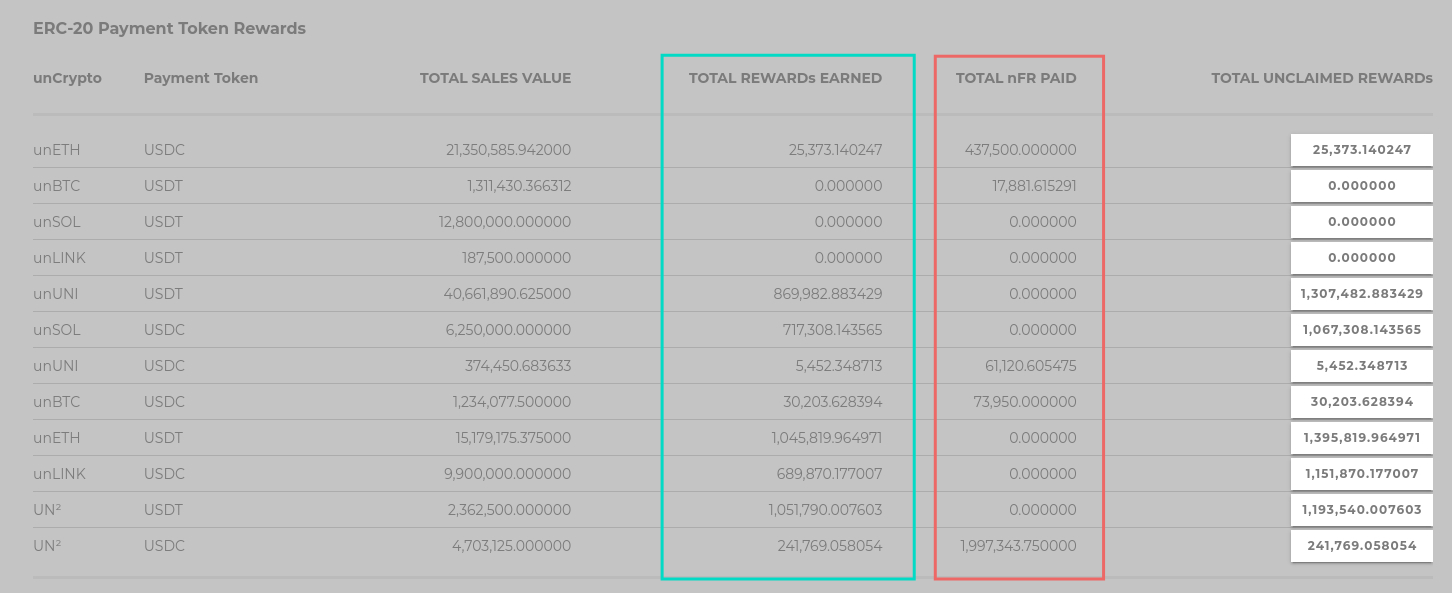 ERC-20 Payment Token Rewards
unCrypto Payment Token TOTAL SALES VALUE TOTAL REWARDs EARNED TOTAL nFR PAID TOTAL UNCLAIMED REWARDs
unETH USDC 21,350,585.942000 25,373.140247 437,500.000000 25,373.140247
unBTC USDT 1,311,430.366312 0.000000 17,881.615291 0.000000
unSOL USDT 12,800,000.000000 0.000000 0.000000 0.000000
unLINK USDT 187,500.000000 0.000000 0.000000 0.000000
unUNI USDT 40,661,890.625000 869,982.883429 0.000000 1,307,482.883429
unSOL USDC 6,250,000.000000 717,308.143565 0.000000 1,067,308.143565
unUNI USDC 374,450.683633 5,452.348713 61,120.605475 5,452.348713
unBTC USDC 1,234,077.500000 30,203.628394 73,950.000000 30,203.628394
unETH USDT 15,179,175.375000 1,045,819.964971 0.000000 1,395,819.964971
unLINK USDC 9,900,000.000000 689,870.177007 0.000000 1,151,870.177007
UN² USDT 2,362,500.000000 1,051,790.007603 0.000000 1,193,540.007603
UN² USDC 4,703,125.000000 241,769.058054 1,997,343.750000 241,769.058054